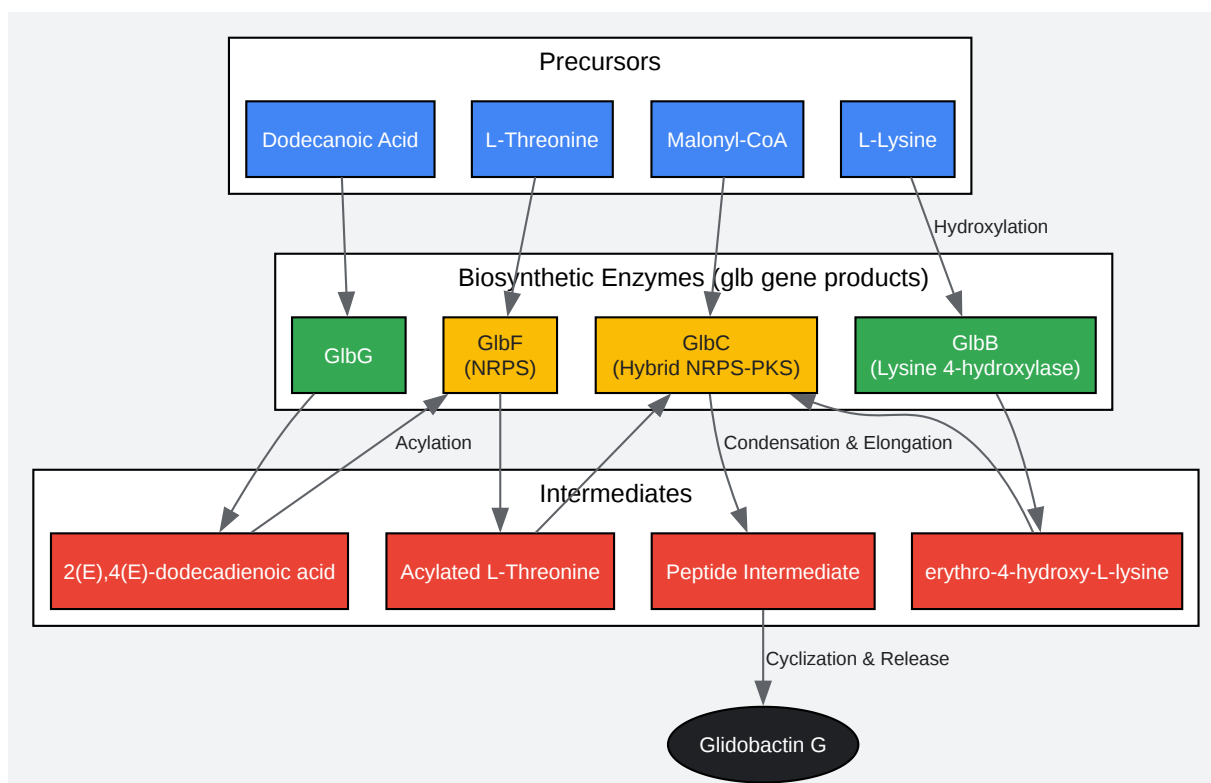 Precursors
Dodecanoic Acid
L-Threonine
Malonyl-CoA
L-Lysine
Hydroxylation
Biosynthetic Enzymes (glb gene products)
GlbG
GlbF
(NRPS)
GlbC
(Hybrid NRPS-PKS)
GlbB
(Lysine 4-hydroxylase)
Acylation
Condensation & Elongation
Intermediates
2(E),4(E)-dodecadienoic acid
Acylated L-Threonine
Peptide Intermediate
erythro-4-hydroxy-L-lysine
Cyclization & Release
Glidobactin G